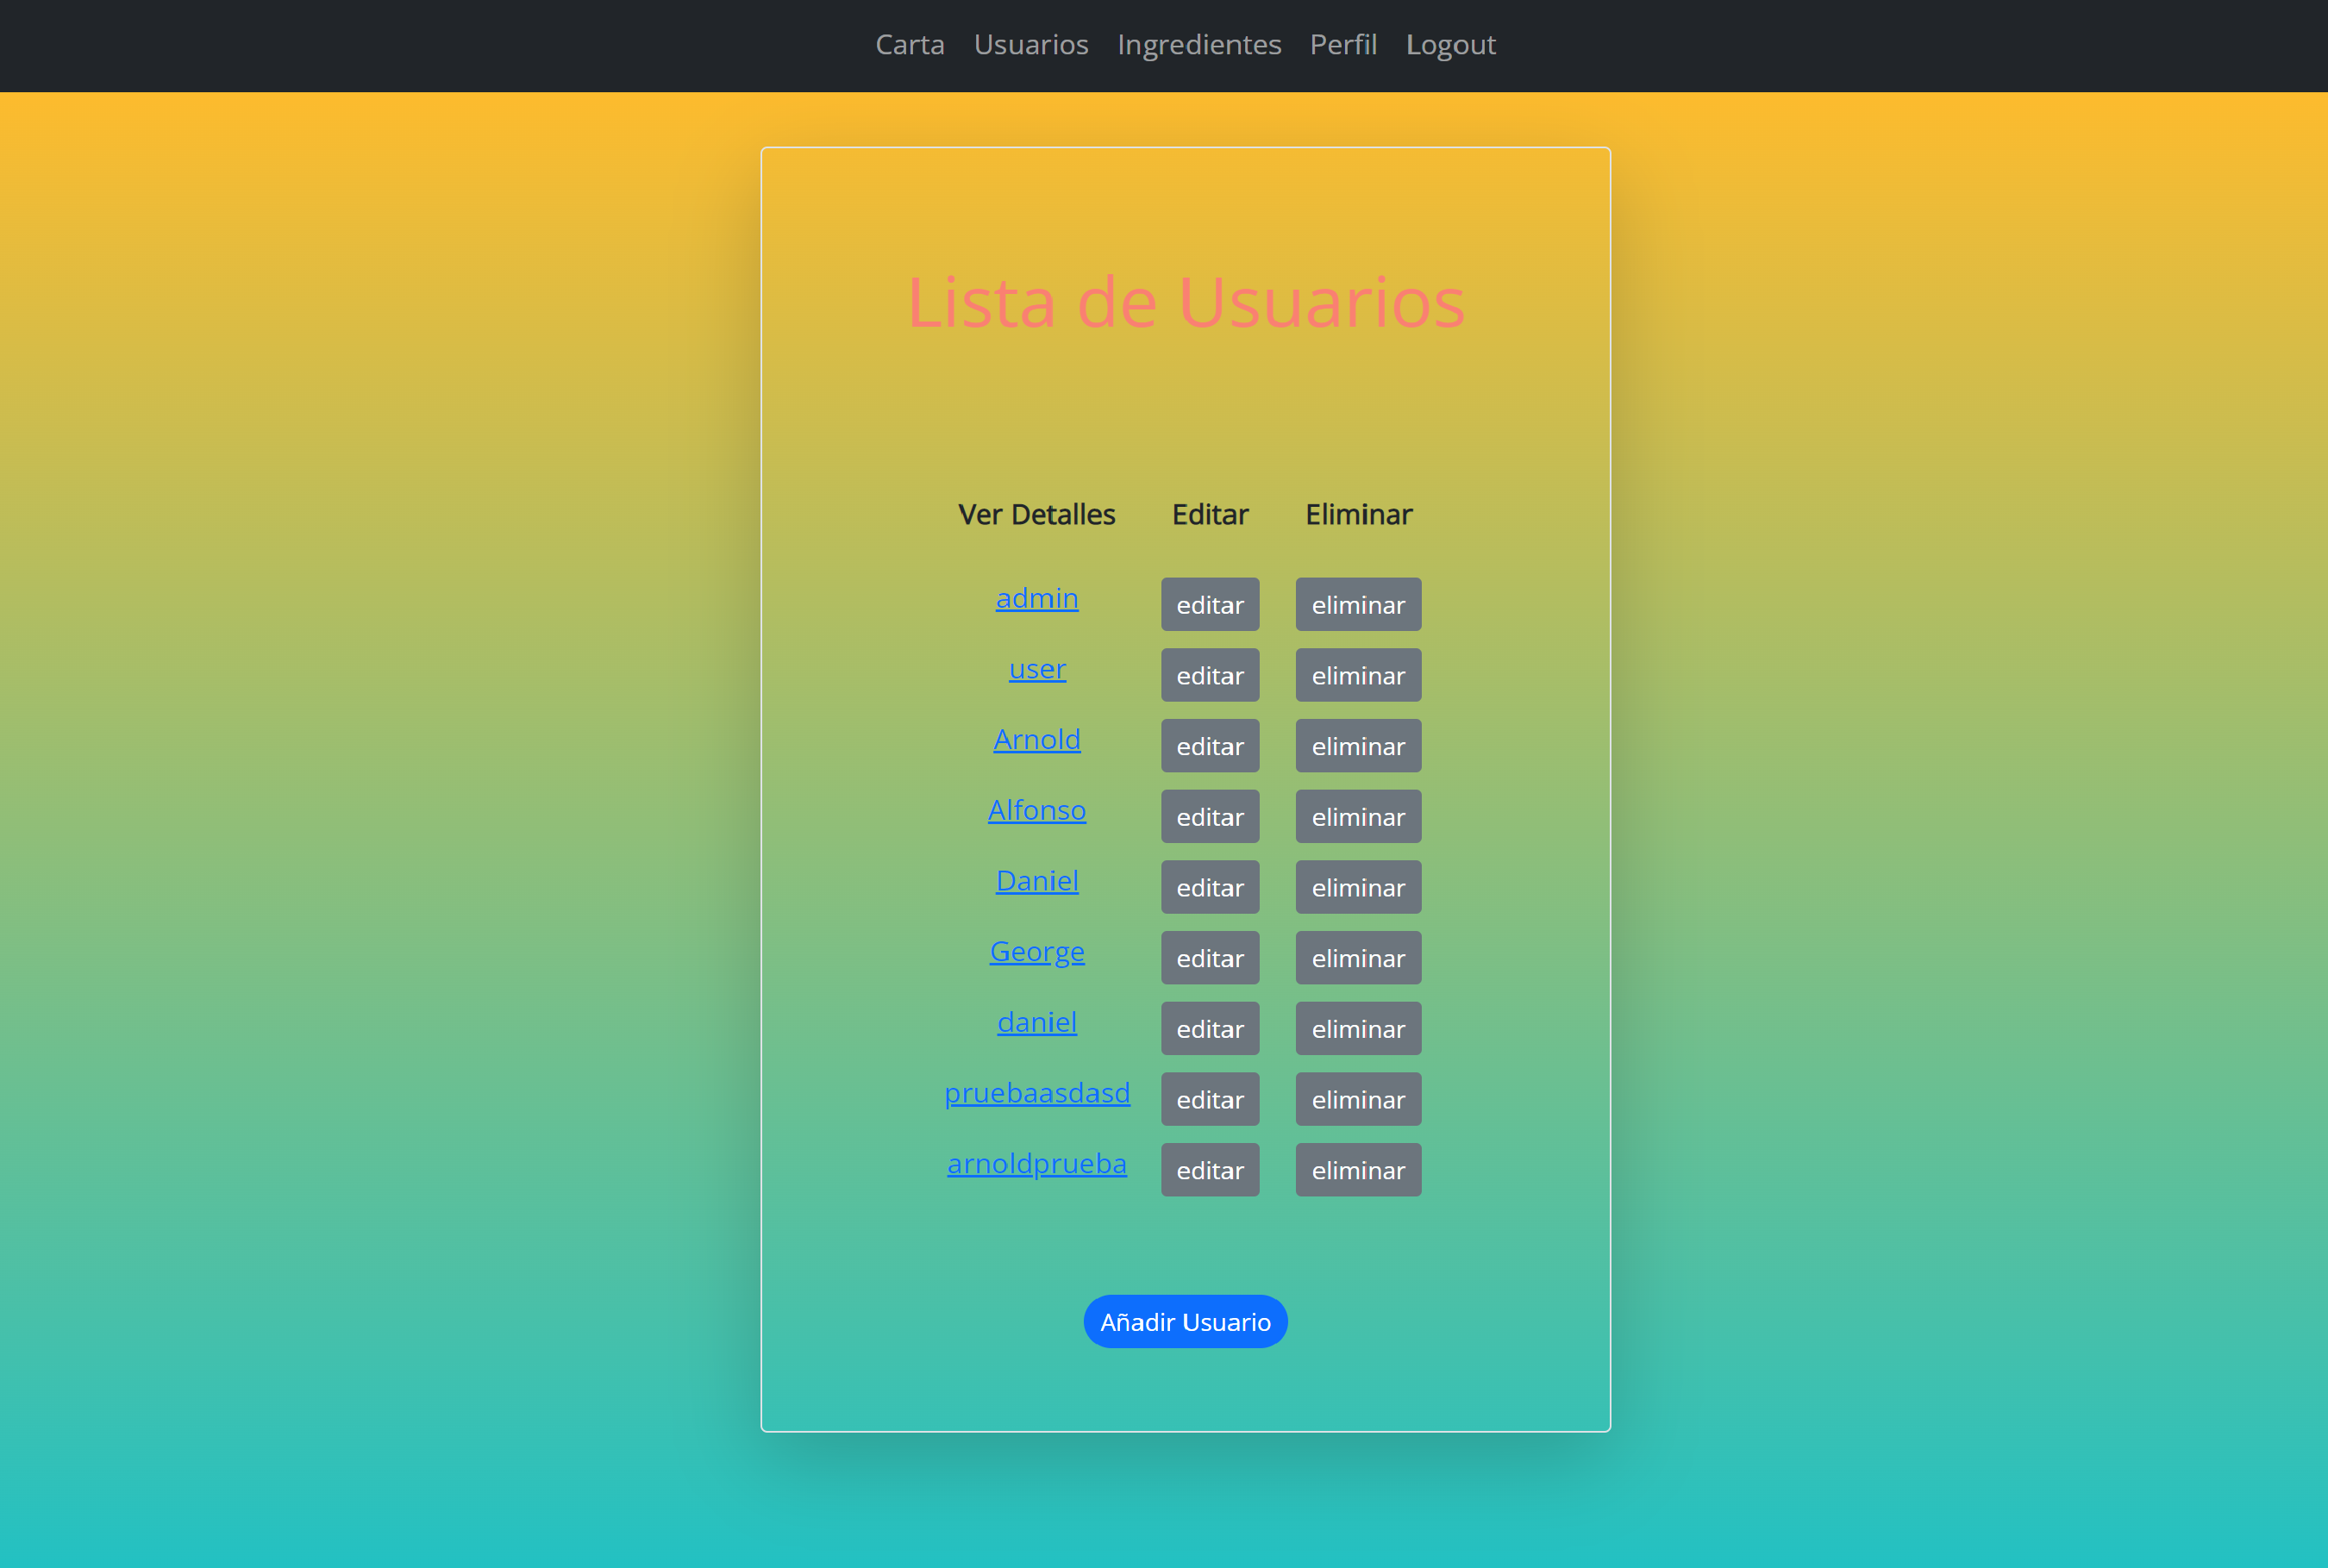 Carta Usuarios Ingredientes Perfil Logout
Lista de Usuarios
Ver Detalles Editar Eliminar
admin editar eliminar
user editar eliminar
Arnold editar eliminar
Alfonso editar eliminar
Daniel editar eliminar
George editar eliminar
daniel editar eliminar
pruebaasdasd editar eliminar
arnoldprueba editar eliminar
Añadir Usuario